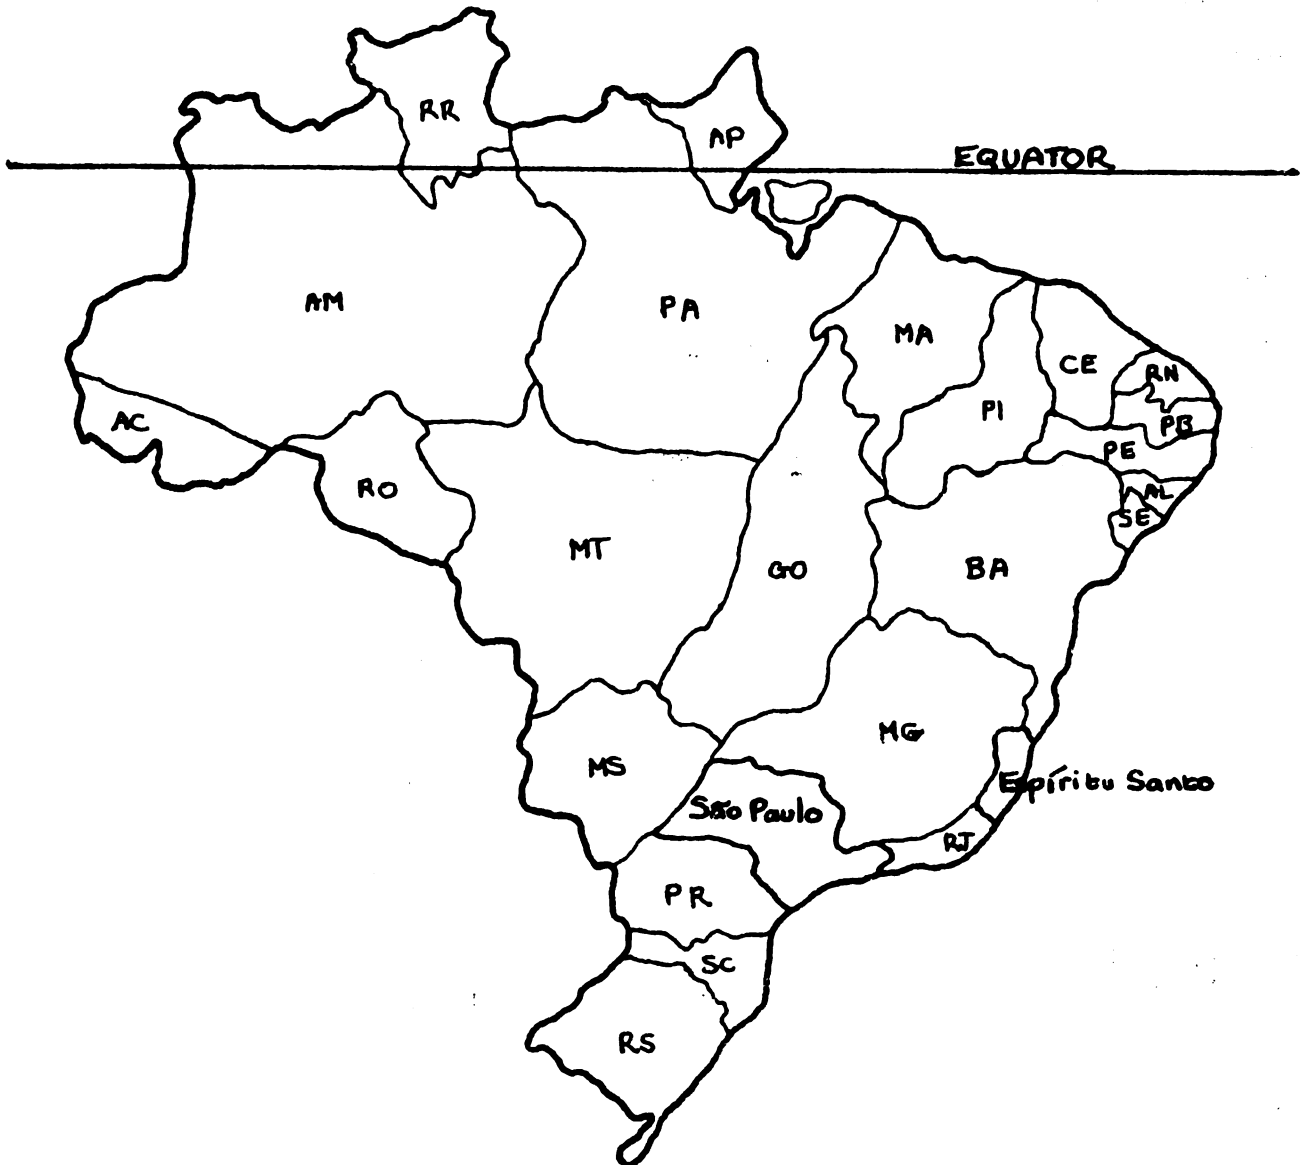 RR
AP
EQUATOR
AM
PA
MA
CE
RN
AC
PI
PB
PE
RO
AL
SE
MT
GO
BA
MG
MS
Espíritu Santo
São Paulo
RJ
PR
SC
RS